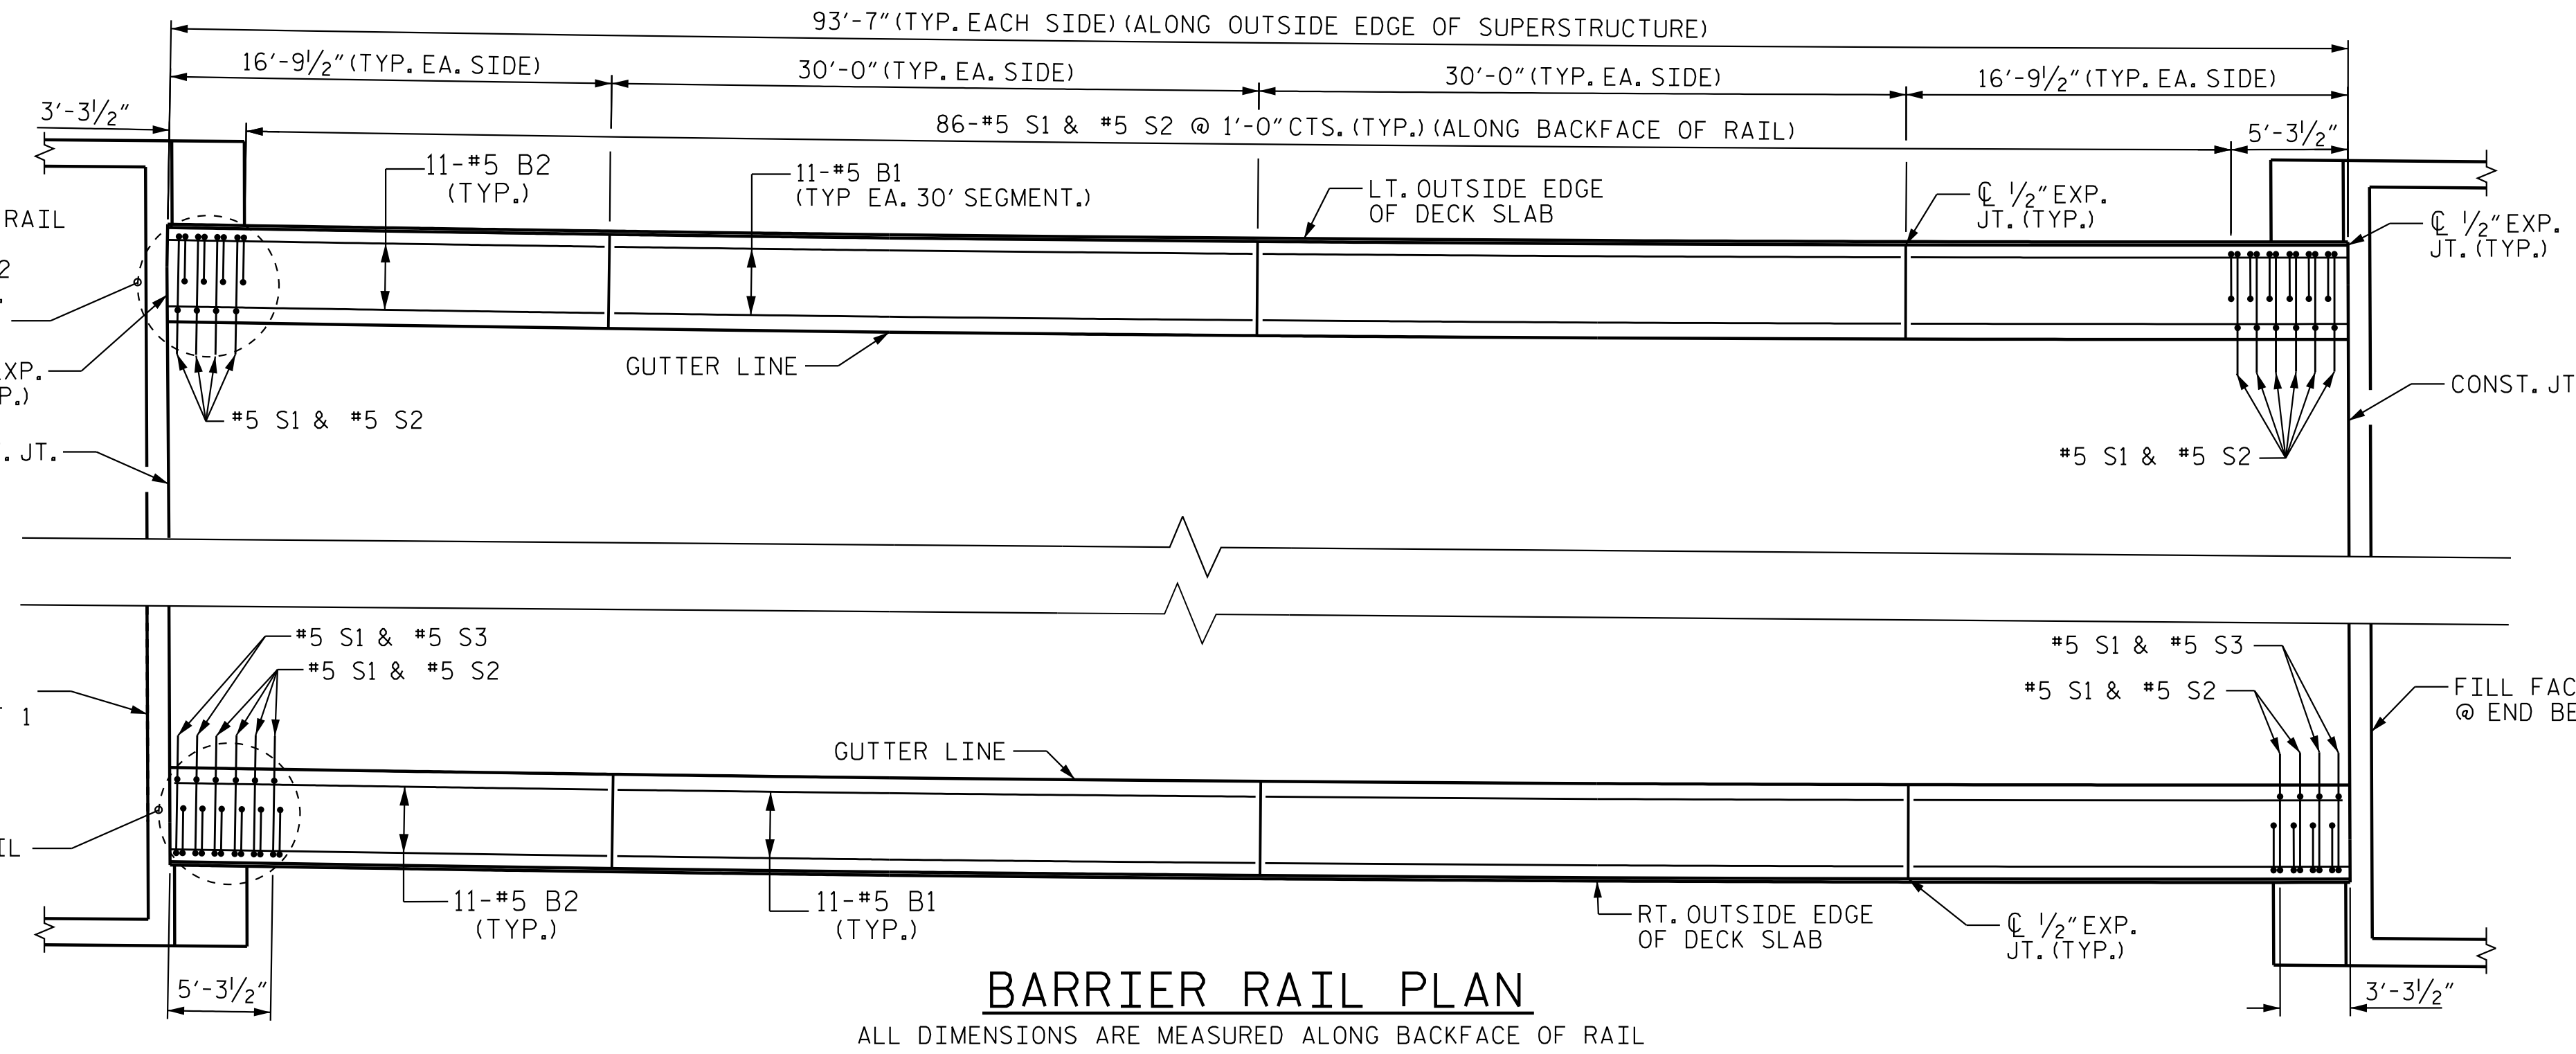 93'-7" (TYP. EACH SIDE) (ALONG OUTSIDE EDGE OF SUPERSTRUCTURE)
16'-9½" (TYP. EA. SIDE)
30'-0" (TYP. EA. SIDE)
30'-0" (TYP. EA. SIDE)
16'-9½" (TYP. EA. SIDE)
3'-3½"
86-#5 S1 & #5 S2 @ 1'-0" CTS. (TYP.) (ALONG BACKFACE OF RAIL)
5'-3½"
11-#5 B2
(TYP.)
11-#5 B1
(TYP EA. 30' SEGMENT.)
LT. OUTSIDE EDGE
OF DECK SLAB
℄ ½" EXP.
JT. (TYP.)
℄ ½" EXP.
JT. (TYP.)
RAIL
2
XP.
P.)
GUTTER LINE
#5 S1 & #5 S2
. JT.
CONST. JT
#5 S1 & #5 S2
#5 S1 & #5 S3
#5 S1 & #5 S2
#5 S1 & #5 S3
#5 S1 & #5 S2
1
FILL FAC
@ END BE
GUTTER LINE
IL
11-#5 B2
(TYP.)
11-#5 B1
(TYP.)
RT. OUTSIDE EDGE
OF DECK SLAB
℄ ½" EXP.
JT. (TYP.)
5'-3½"
3'-3½"
BARRIER RAIL PLAN
ALL DIMENSIONS ARE MEASURED ALONG BACKFACE OF RAIL